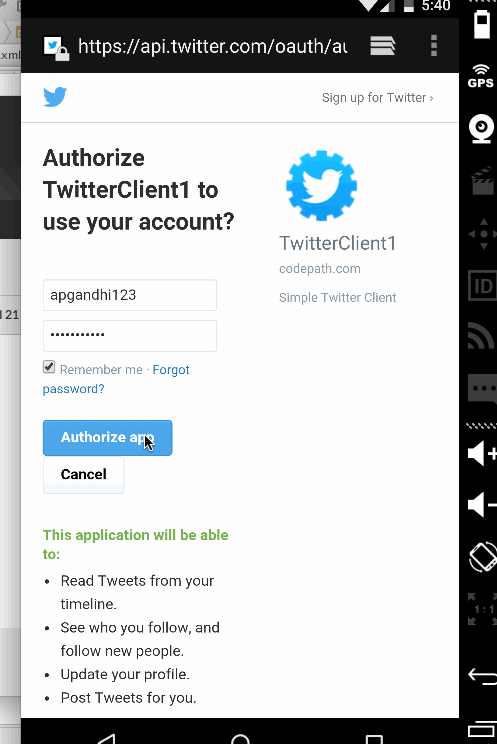 5:40
.xml
https://api.twitter.com/oauth/au
GPS
Sign up for Twitter ›
Authorize
TwitterClient1 to
use your account?
TwitterClient1
codepath.com
Simple Twitter Client
ID
apgandhi123
•••••••••••
21
Remember me · Forgot
password?
Authorize app
Cancel
This application will be able
to:
• Read Tweets from your
timeline.
• See who you follow, and
follow new people.
• Update your profile.
• Post Tweets for you.
1:1